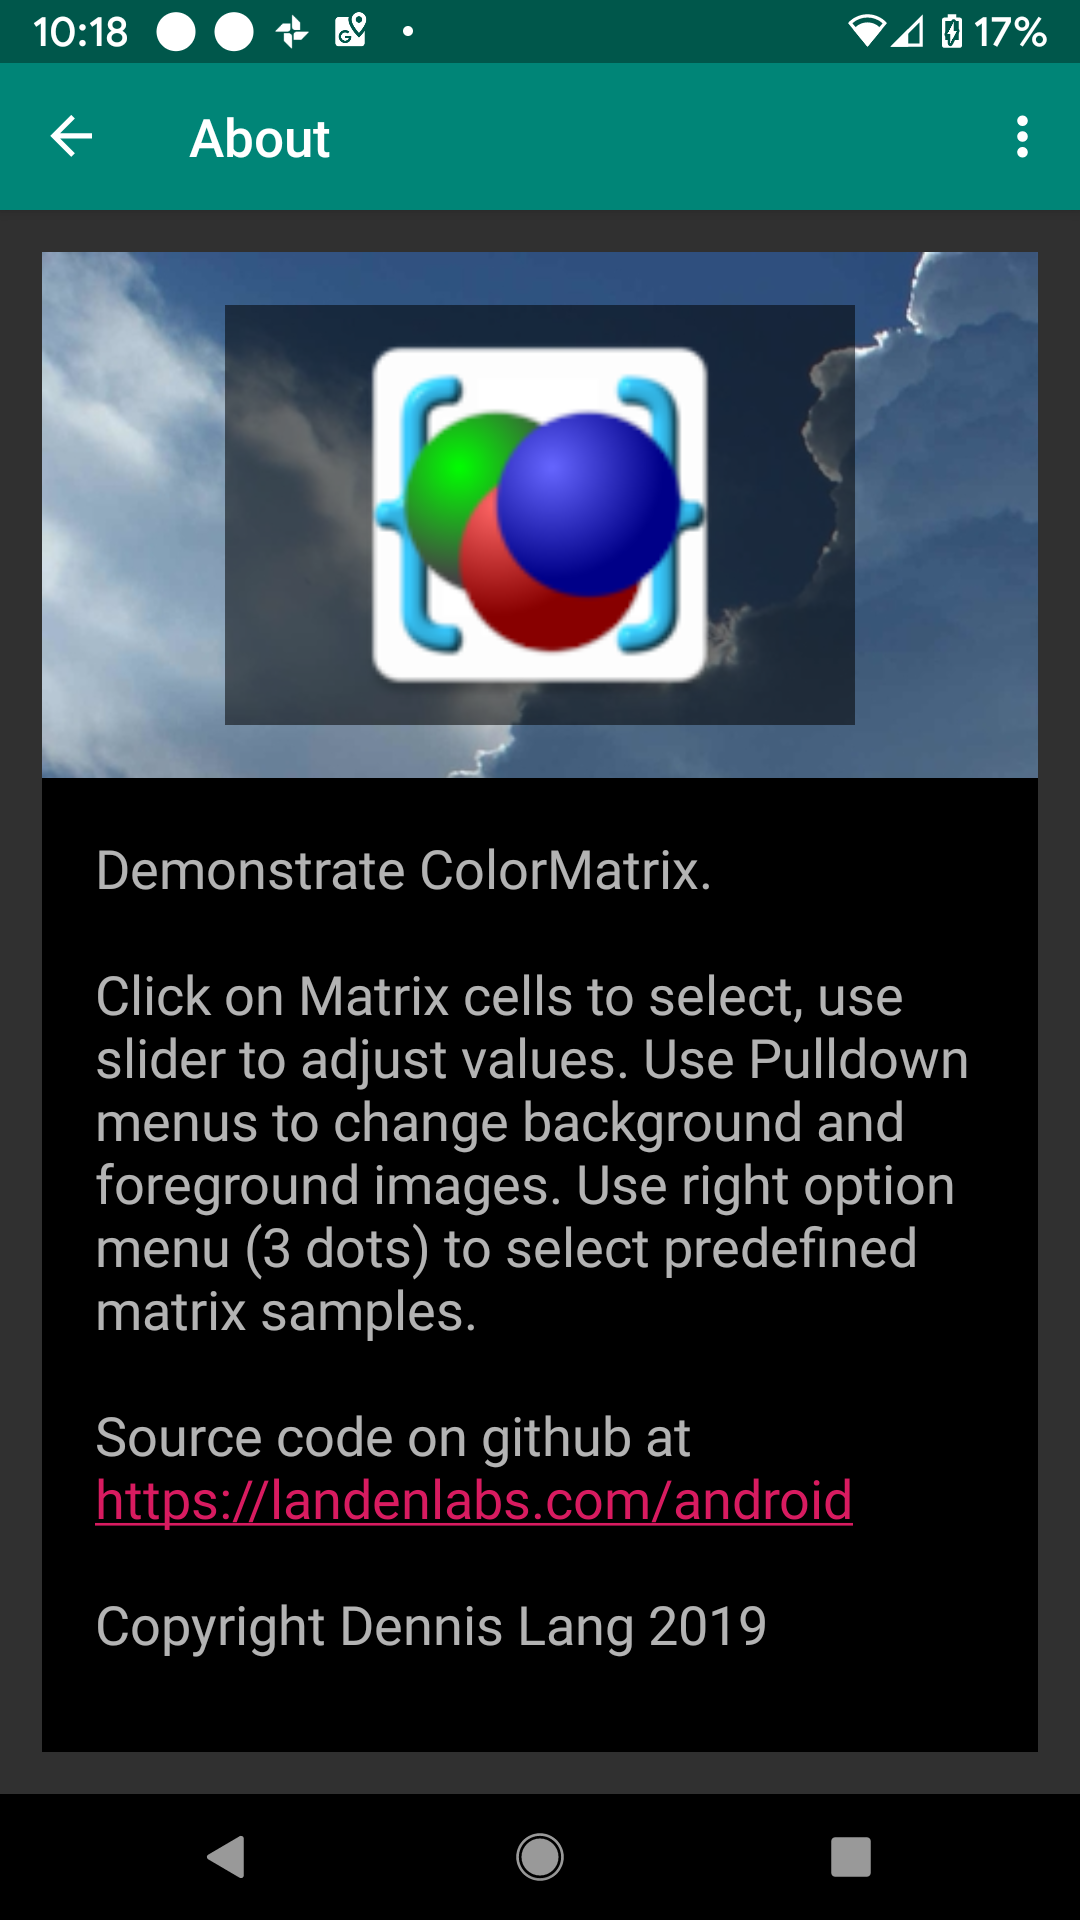 10:18
17%
About
Demonstrate ColorMatrix.
Click on Matrix cells to select, use
slider to adjust values. Use Pulldown
menus to change background and
foreground images. Use right option
menu (3 dots) to select predefined
matrix samples.
Source code on github at
https://landenlabs.com/android
Copyright Dennis Lang 2019